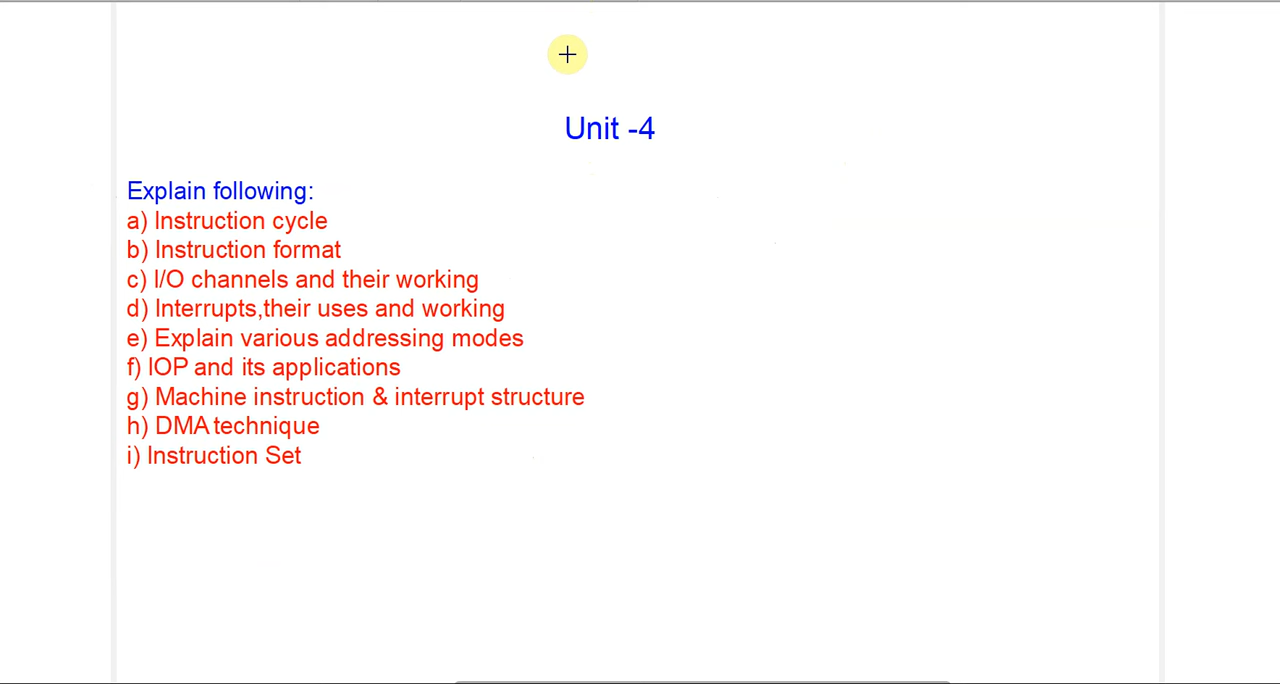 Unit -4
Explain following:
a) Instruction cycle
b) Instruction format
c) I/O channels and their working
d) Interrupts,their uses and working
e) Explain various addressing modes
f) IOP and its applications
g) Machine instruction & interrupt structure
h) DMA technique
i) Instruction Set